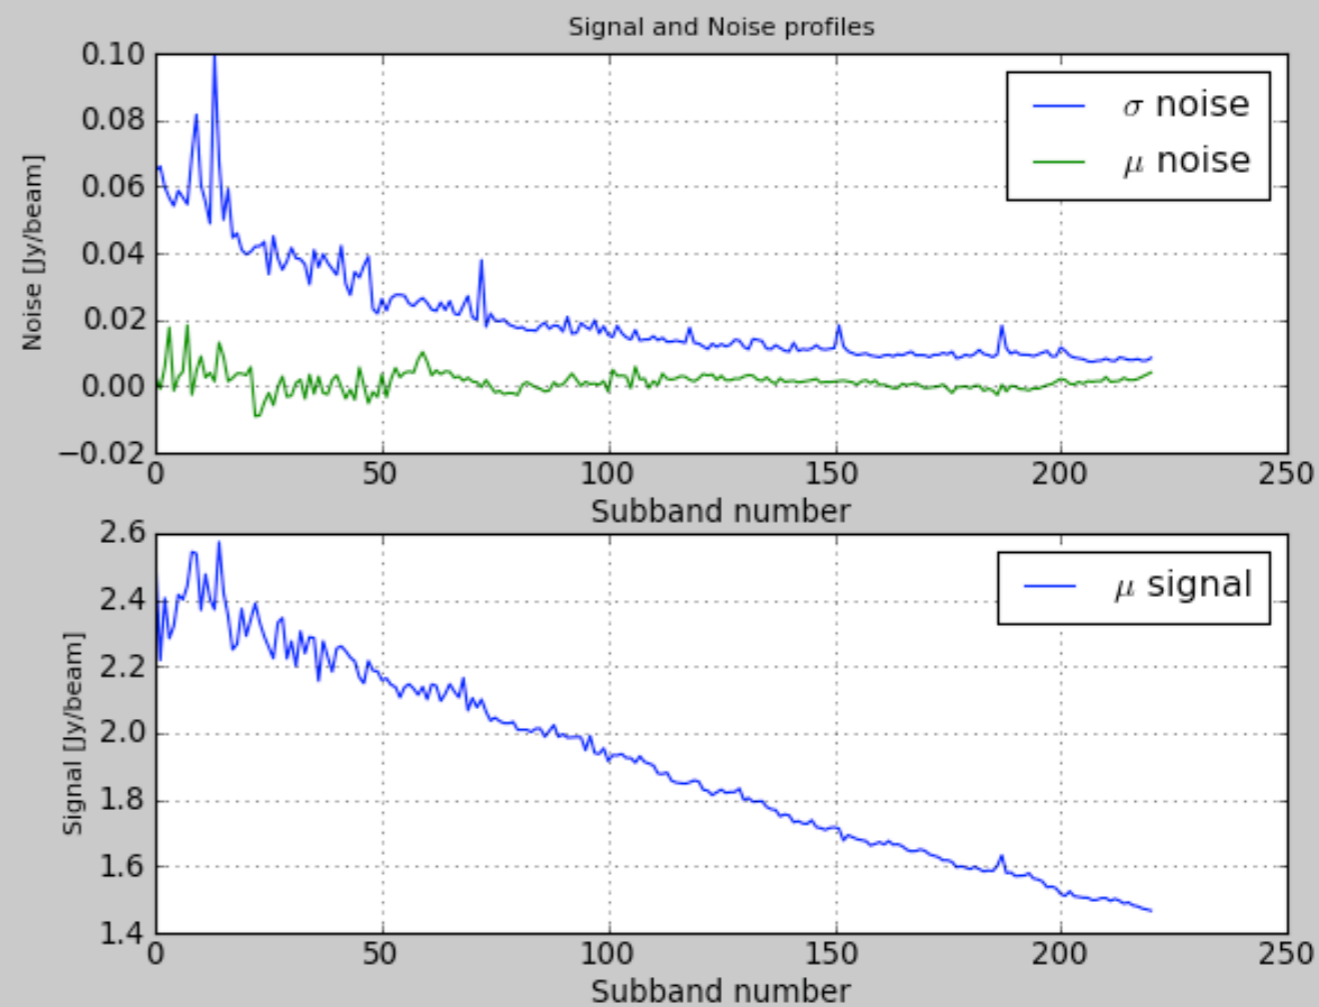 Signal and Noise profiles
0.10
0.08
0.06
0.04
0.02
0.00
−0.02
Noise [Jy/beam]
σ noise
μ noise
0 50 100 150 200 250
Subband number
2.6
2.4
2.2
2.0
1.8
1.6
1.4
Signal [Jy/beam]
μ signal
0 50 100 150 200 250
Subband number